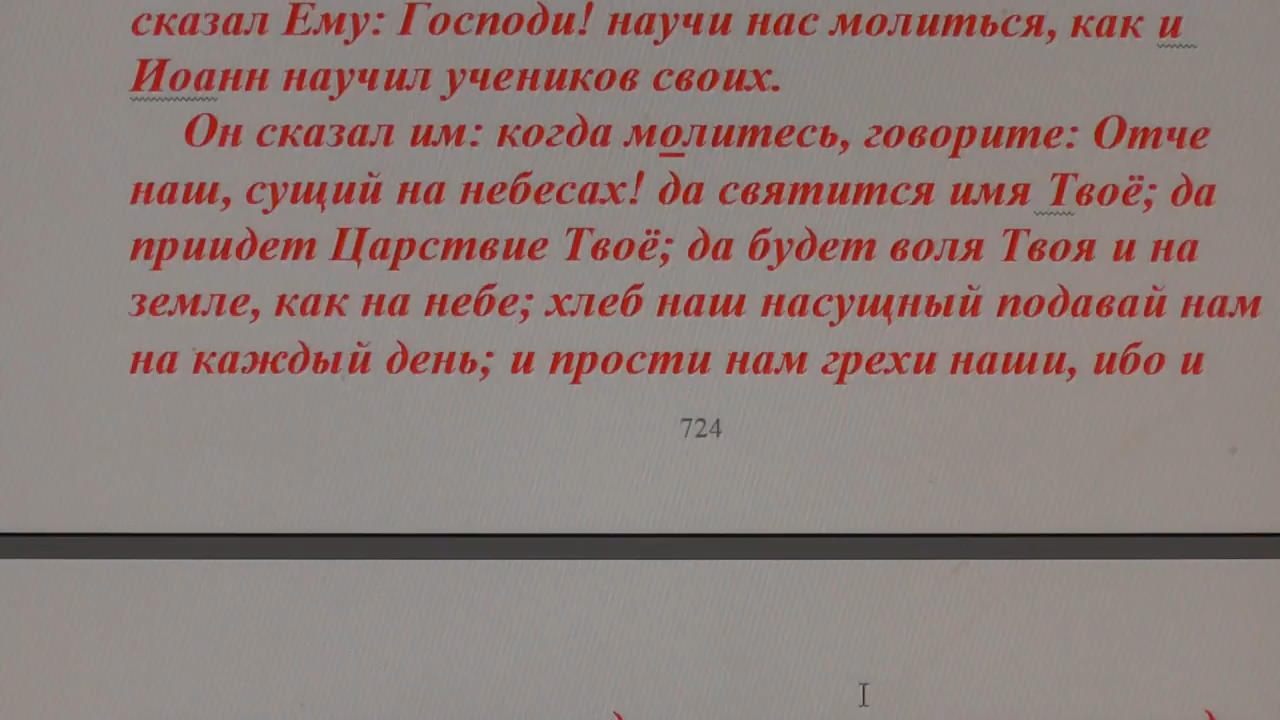 сказал Ему: Господи! научи нас молиться, как и
Иоанн научил учеников своих.
Он сказал им: когда молитесь, говорите: Отче
наш, сущий на небесах! да святится имя Твоё; да
приидет Царствие Твоё; да будет воля Твоя и на
земле, как на небе; хлеб наш насущный подавай нам
на каждый день; и прости нам грехи наши, ибо и
724